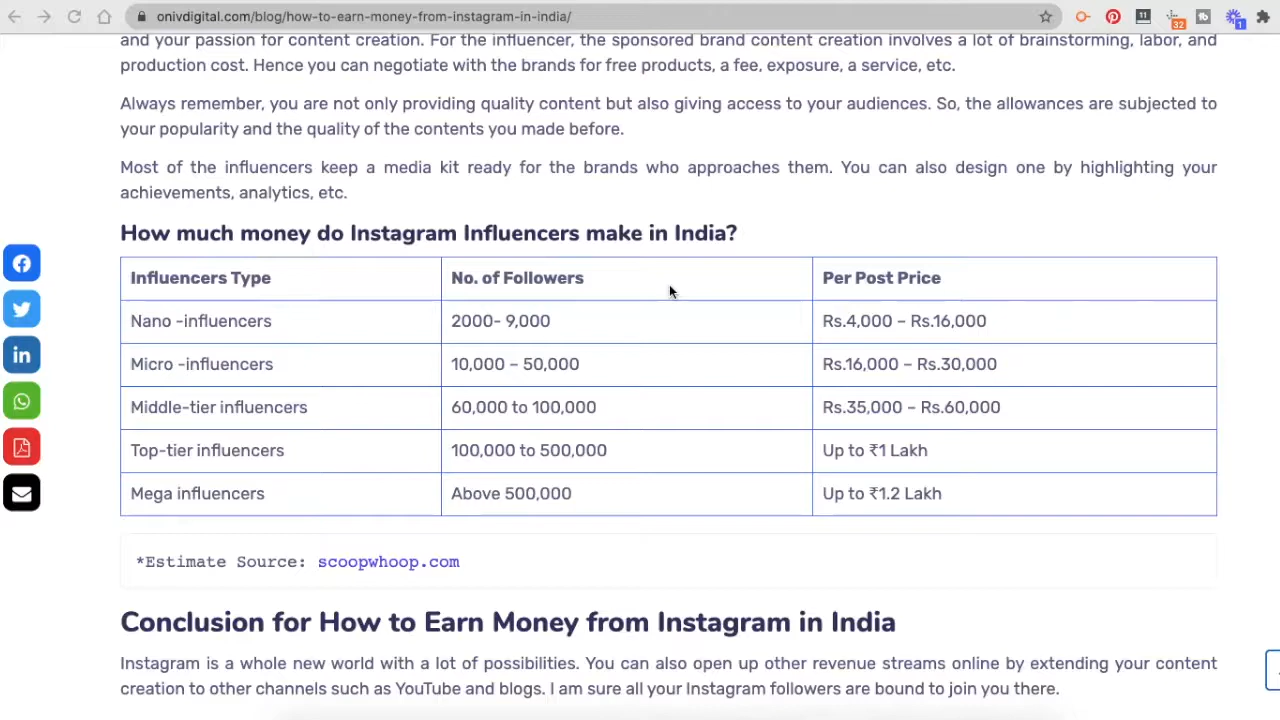 onivdigital.com/blog/how-to-earn-money-from-instagram-in-india/
11
32
1
and your passion for content creation. For the influencer, the sponsored brand content creation involves a lot of brainstorming, labor, and
production cost. Hence you can negotiate with the brands for free products, a fee, exposure, a service, etc.
Always remember, you are not only providing quality content but also giving access to your audiences. So, the allowances are subjected to
your popularity and the quality of the contents you made before.
Most of the influencers keep a media kit ready for the brands who approaches them. You can also design one by highlighting your
achievements, analytics, etc.
How much money do Instagram Influencers make in India?
Influencers Type No. of Followers Per Post Price
Nano -influencers 2000- 9,000 Rs.4,000 – Rs.16,000
Micro -influencers 10,000 – 50,000 Rs.16,000 – Rs.30,000
Middle-tier influencers 60,000 to 100,000 Rs.35,000 – Rs.60,000
Top-tier influencers 100,000 to 500,000 Up to ₹1 Lakh
Mega influencers Above 500,000 Up to ₹1.2 Lakh
*Estimate Source: scoopwhoop.com
Conclusion for How to Earn Money from Instagram in India
Instagram is a whole new world with a lot of possibilities. You can also open up other revenue streams online by extending your content
creation to other channels such as YouTube and blogs. I am sure all your Instagram followers are bound to join you there.